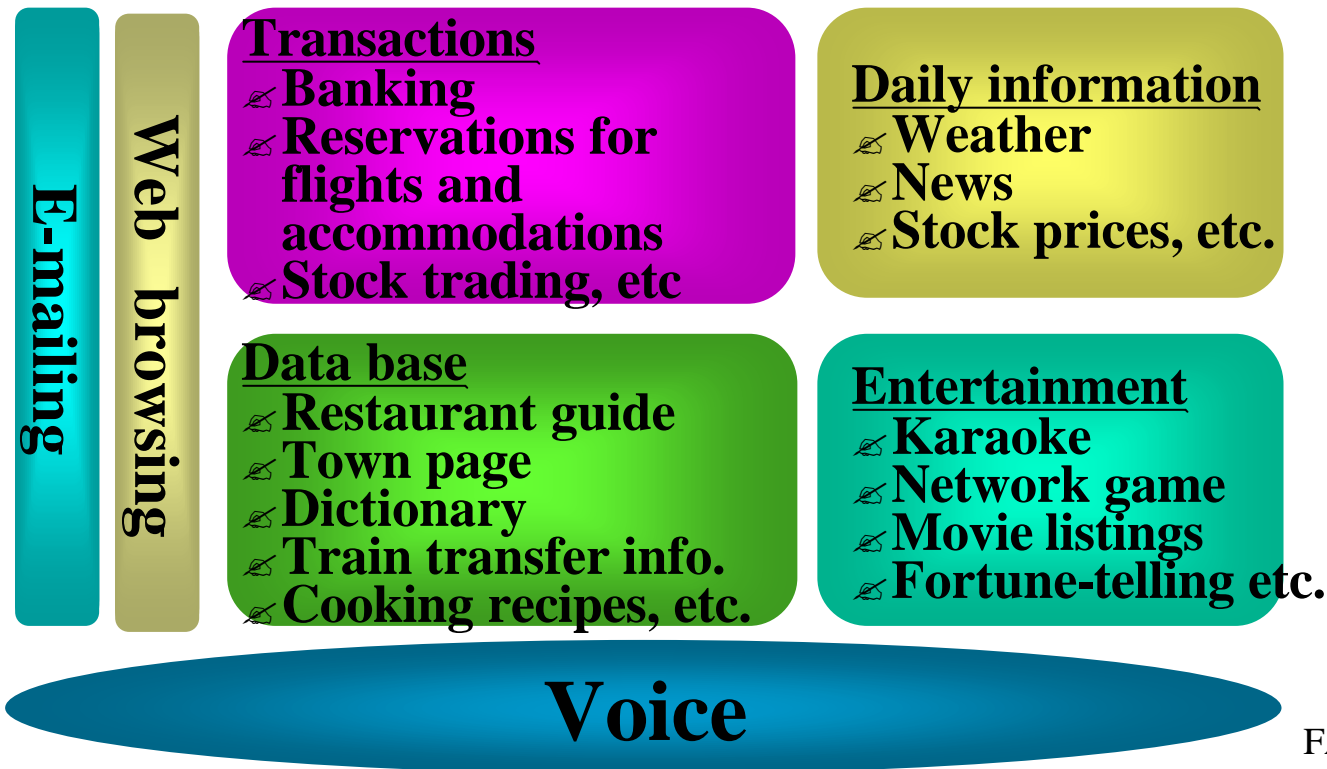 E-mailing
Web browsing
Transactions
Banking
Reservations for
flights and
accommodations
Stock trading, etc
Daily information
Weather
News
Stock prices, etc.
Data base
Restaurant guide
Town page
Dictionary
Train transfer info.
Cooking recipes, etc.
Entertainment
Karaoke
Network game
Movie listings
Fortune-telling etc.
Voice